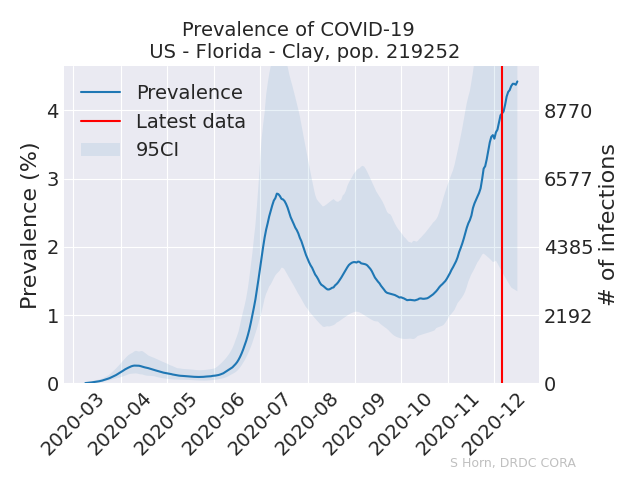 Prevalence of COVID-19
US - Florida - Clay, pop. 219252
Prevalence
Latest data
95CI
Prevalence (%)
4
3
2
1
0
8770
6577
4385
2192
0
# of infections
2020-03
2020-04
2020-05
2020-06
2020-07
2020-08
2020-09
2020-10
2020-11
2020-12
S Horn, DRDC CORA